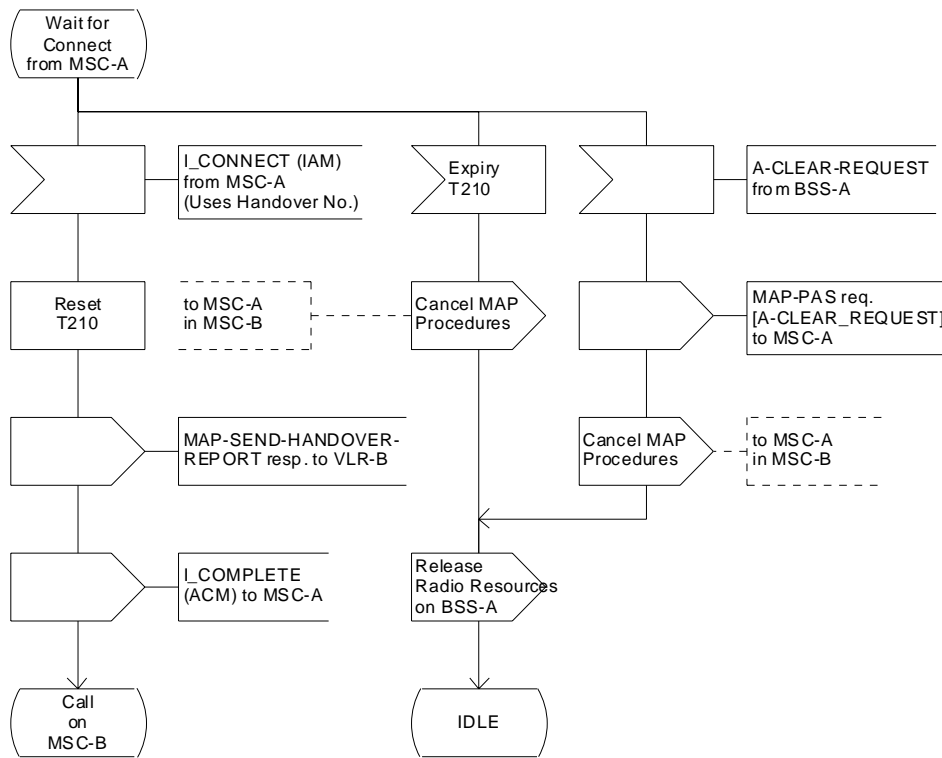 Wait for
Connect
from MSC-A
I_CONNECT (IAM)
from MSC-A
(Uses Handover No.)
Expiry
T210
A-CLEAR-REQUEST
from BSS-A
Reset
T210
to MSC-A
in MSC-B
Cancel MAP
Procedures
MAP-PAS req.
[A-CLEAR_REQUEST]
to MSC-A
MAP-SEND-HANDOVER-
REPORT resp. to VLR-B
Cancel MAP
Procedures
to MSC-A
in MSC-B
I_COMPLETE
(ACM) to MSC-A
Release
Radio Resources
on BSS-A
Call
on
MSC-B
IDLE